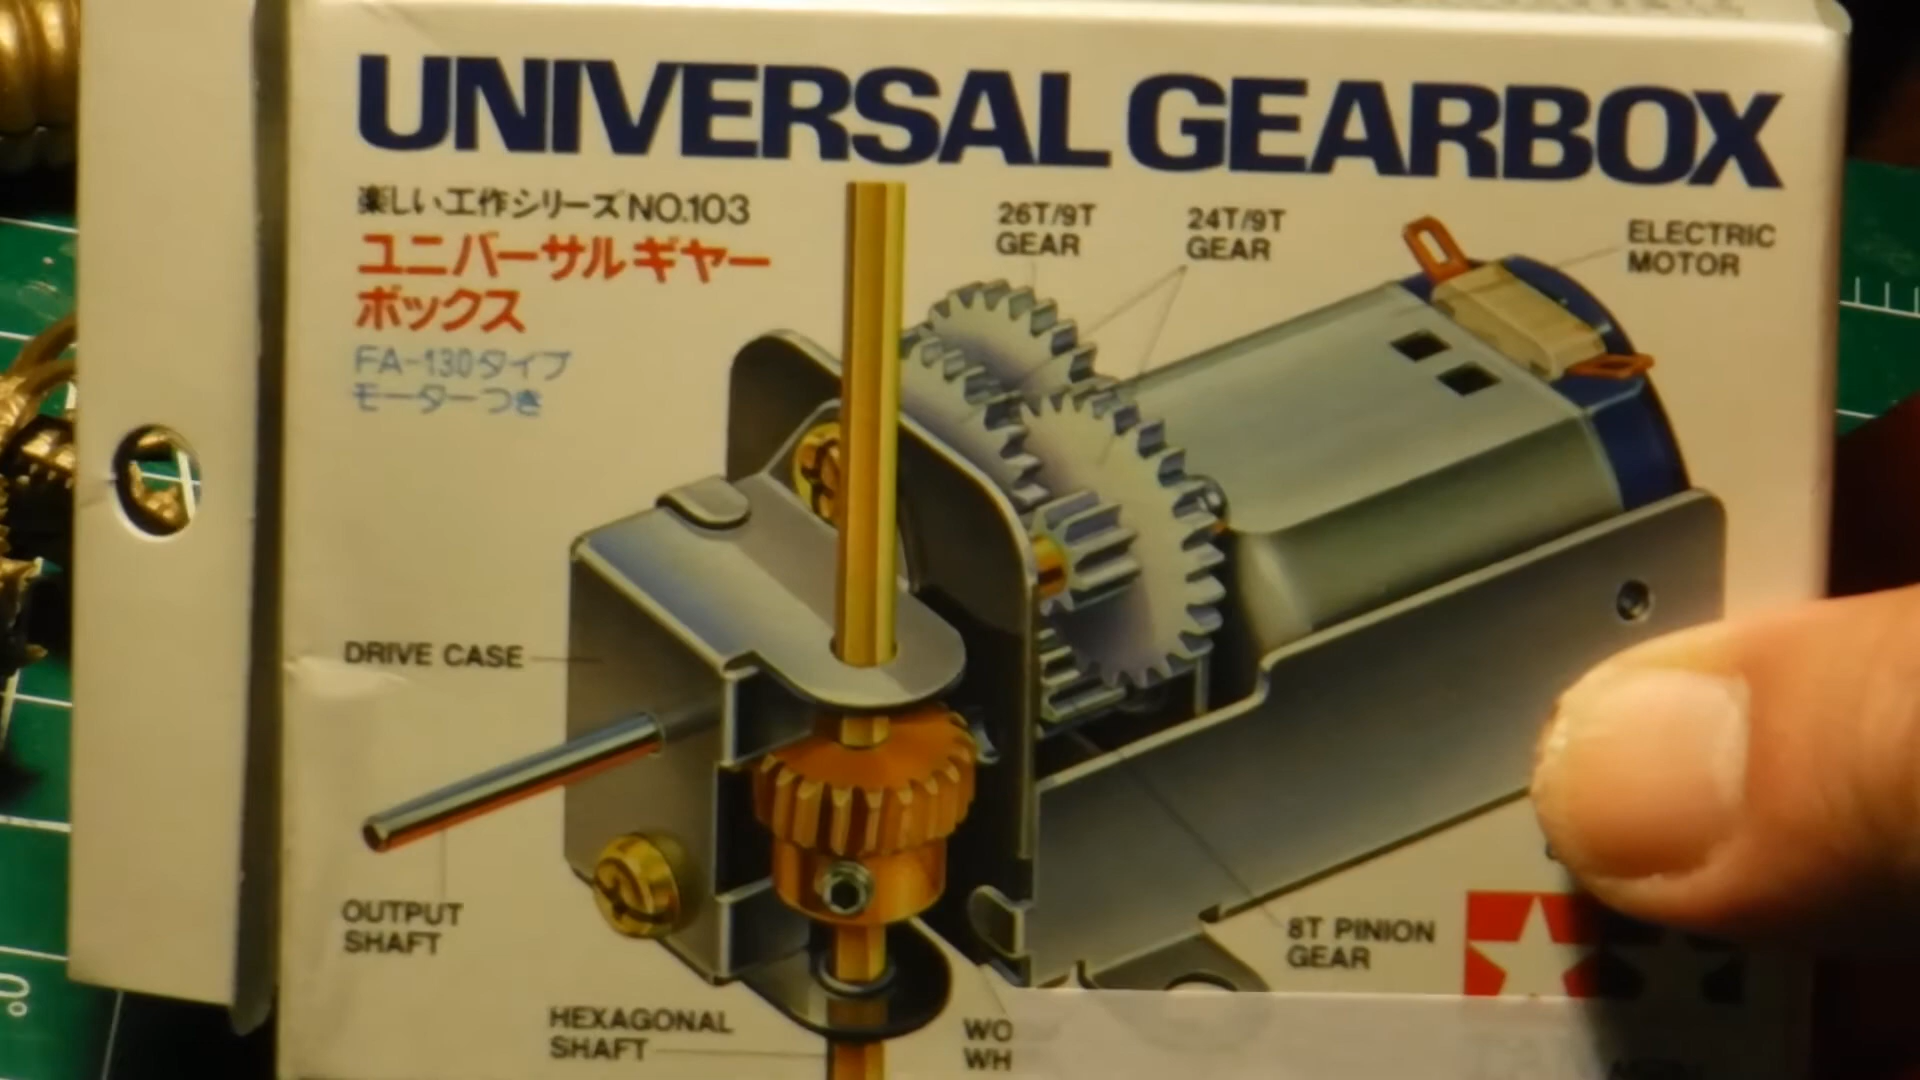 UNIVERSAL GEARBOX
楽しい工作シリーズNO.103
ユニバーサルギヤー
ボックス
FA-130タイプ
モーターつき
26T/9T
GEAR
24T/9T
GEAR
ELECTRIC
MOTOR
DRIVE CASE
OUTPUT
SHAFT
8T PINION
GEAR
HEXAGONAL
SHAFT
WO
WH